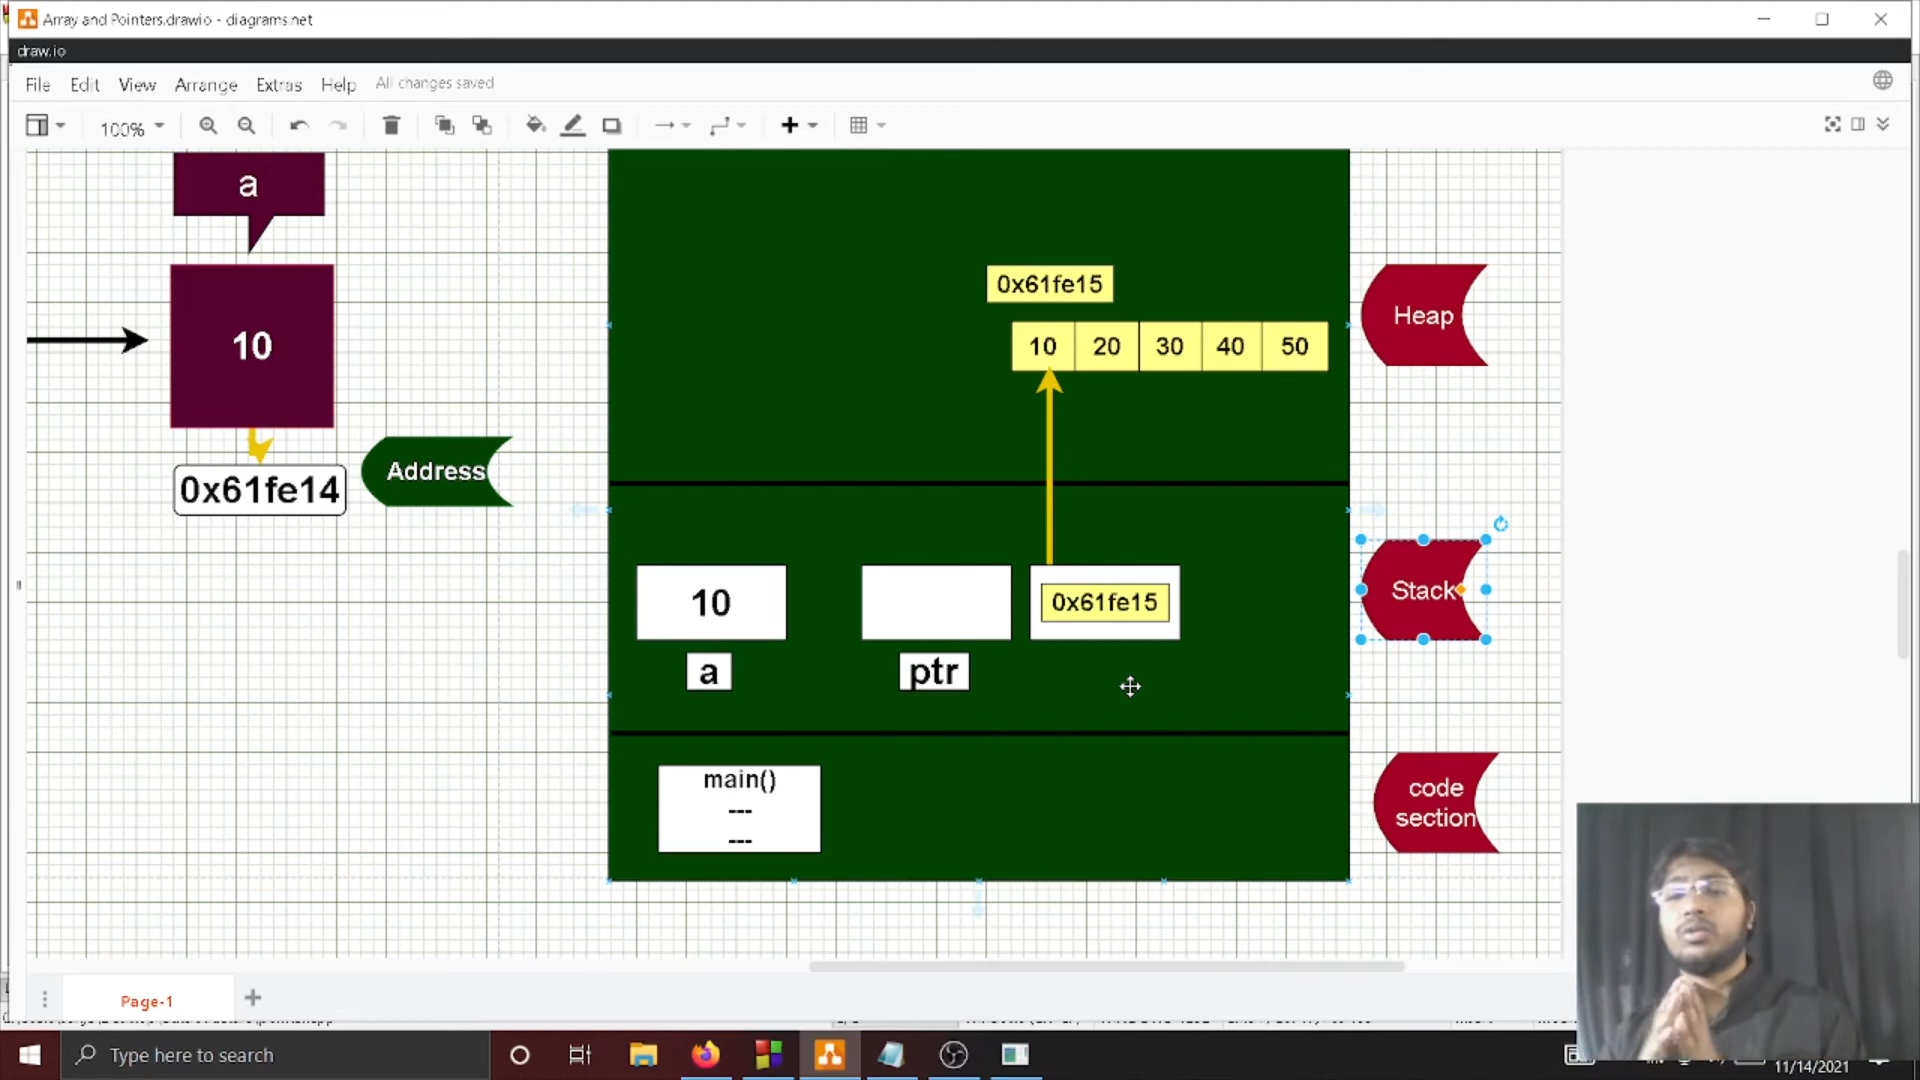 Array and Pointers.drawio - diagrams.net
draw.io
File Edit View Arrange Extras Help All changes saved
100%
a
10
0x61fe14
Address
0x61fe15
10 20 30 40 50
Heap
10
0x61fe15
a
ptr
Stack
main()
---
---
code
section
Page-1
Type here to search
11/14/2021